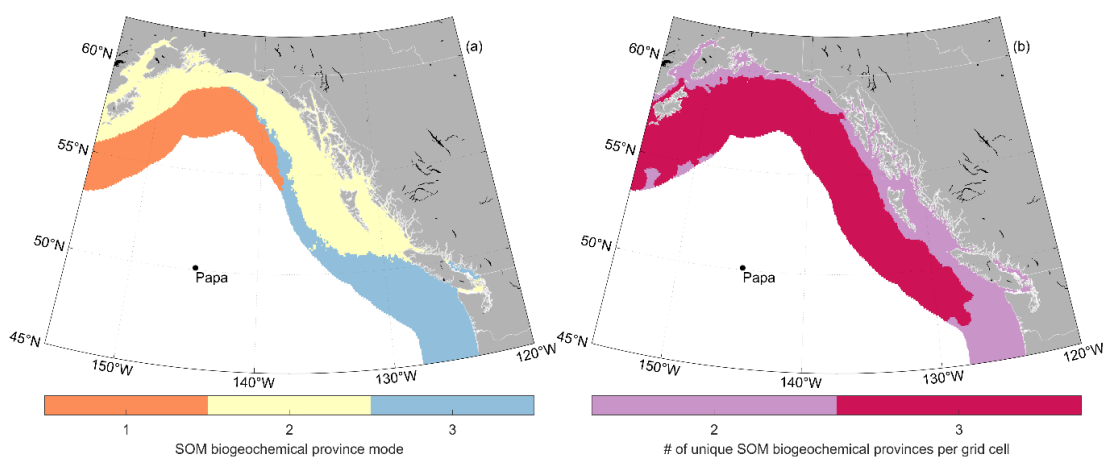 (a)
60°N
55°N
50°N
45°N
Papa
150°W
140°W
130°W
120°W
1
2
3
SOM biogeochemical province mode
(b)
60°N
55°N
50°N
45°N
Papa
150°W
140°W
130°W
120°W
2
3
# of unique SOM biogeochemical provinces per grid cell